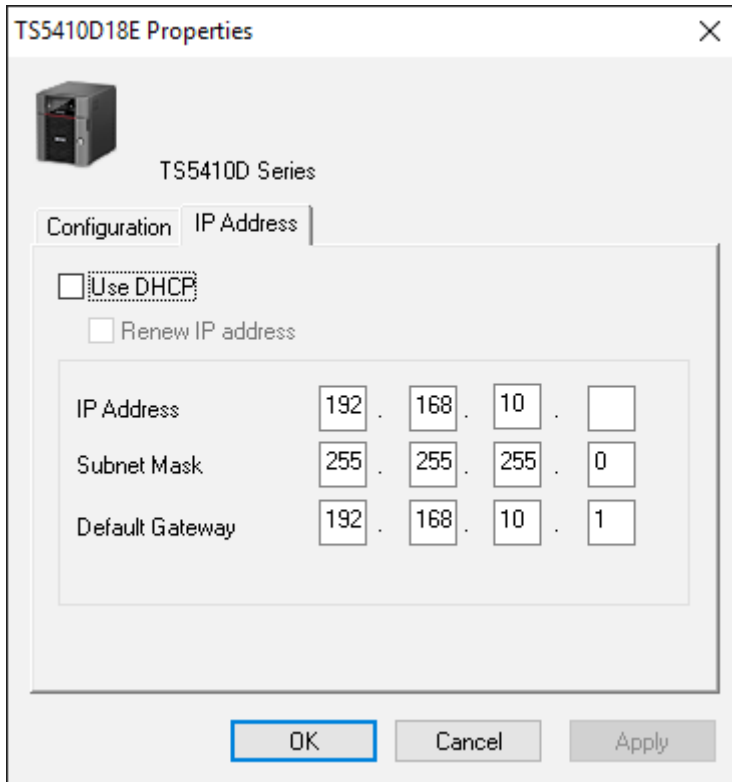 TS5410D18E Properties
TS5410D Series
Configuration IP Address
Use DHCP
Renew IP address
IP Address 192 . 168 . 10 .
Subnet Mask 255 . 255 . 255 . 0
Default Gateway 192 . 168 . 10 . 1
OK Cancel Apply